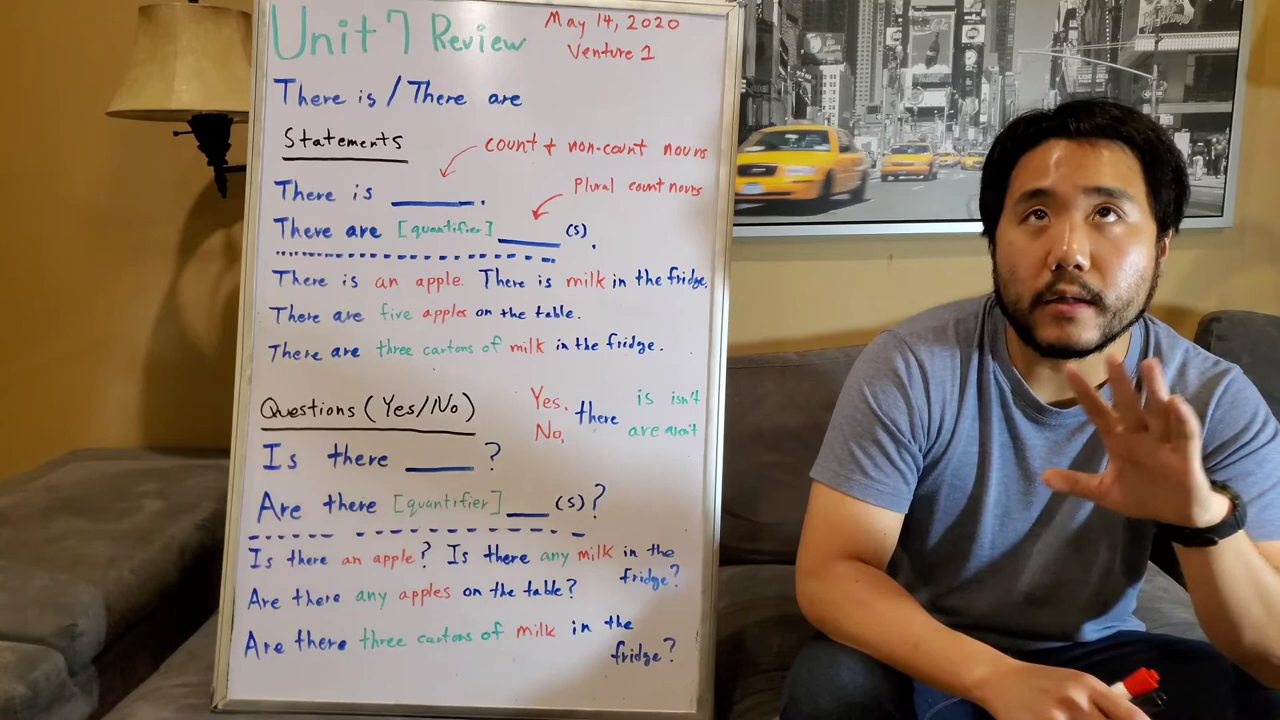 Unit 7 Review
May 14, 2020
Venture 1
There is / There are
Statements
count + non-count nouns
There is ______.
Plural count nouns
There are [quantifier] ______ (s).
There is an apple. There is milk in the fridge.
There are five apples on the table.
There are three cartons of milk in the fridge.
Questions (Yes/No)
Yes, there is isn't
No, are aren't
Is there ______ ?
Are there [quantifier] ____ (s)?
Is there an apple? Is there any milk in the
fridge?
Are there any apples on the table?
Are there three cartons of milk in the
fridge?